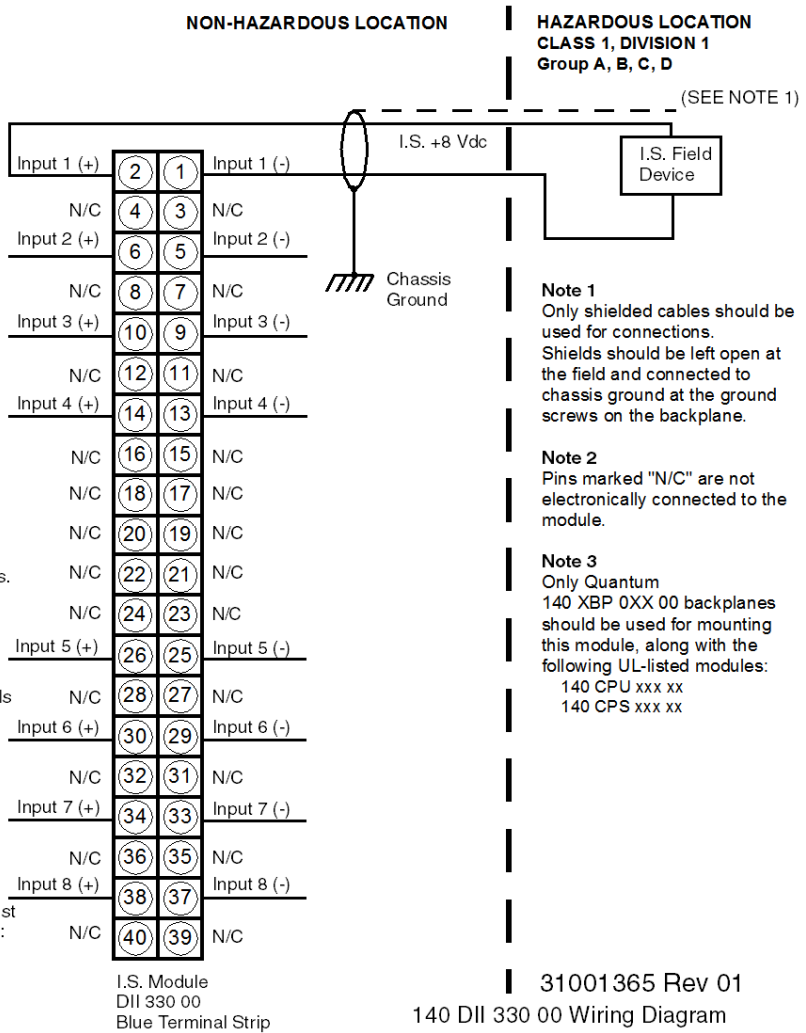 NON-HAZARDOUS LOCATION
HAZARDOUS LOCATION
CLASS 1, DIVISION 1
Group A, B, C, D
(SEE NOTE 1)
I.S. +8 Vdc
I.S. Field
Device
Input 1 (+) 2 1 Input 1 (-)
N/C 4 3 N/C
Input 2 (+) 6 5 Input 2 (-)
N/C 8 7 N/C
Input 3 (+) 10 9 Input 3 (-)
N/C 12 11 N/C
Input 4 (+) 14 13 Input 4 (-)
N/C 16 15 N/C
N/C 18 17 N/C
N/C 20 19 N/C
s.
N/C 22 21 N/C
N/C 24 23 N/C
Input 5 (+) 26 25 Input 5 (-)
ls
N/C 28 27 N/C
Input 6 (+) 30 29 Input 6 (-)
N/C 32 31 N/C
Input 7 (+) 34 33 Input 7 (-)
N/C 36 35 N/C
Input 8 (+) 38 37 Input 8 (-)
st
:
N/C 40 39 N/C
Chassis
Ground
Note 1
Only shielded cables should be
used for connections.
Shields should be left open at
the field and connected to
chassis ground at the ground
screws on the backplane.
Note 2
Pins marked "N/C" are not
electronically connected to the
module.
Note 3
Only Quantum
140 XBP 0XX 00 backplanes
should be used for mounting
this module, along with the
following UL-listed modules:
140 CPU xxx xx
140 CPS xxx xx
I.S. Module
DII 330 00
Blue Terminal Strip
31001365 Rev 01
140 DII 330 00 Wiring Diagram